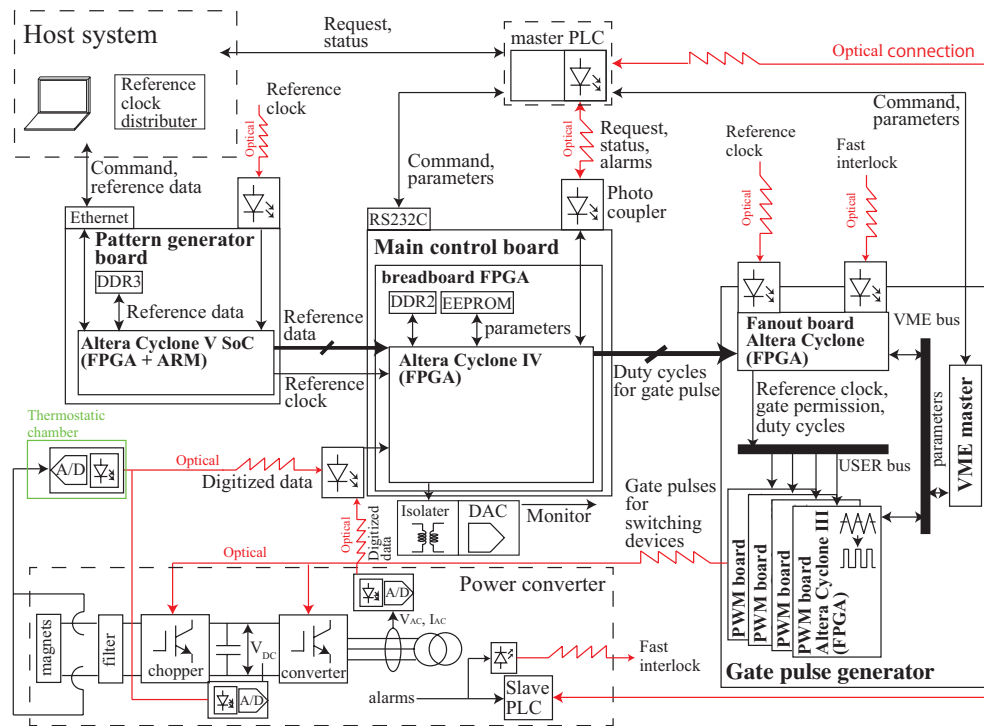 Host system
Reference
clock
distributer
Request,
status
master PLC
Optical connection
Reference
clock
Optical
Command,
reference data
Command,
parameters
Optical
Request,
status,
alarms
Command,
parameters
Reference
clock
Optical
Fast
interlock
Optical
Ethernet
Pattern generator
board
DDR3
Reference data
Altera Cyclone V SoC
(FPGA + ARM)
Reference
data
Reference
clock
RS232C
Photo
coupler
Main control board
breadboard FPGA
DDR2
EEPROM
parameters
Altera Cyclone IV
(FPGA)
Duty cycles
for gate pulse
Fanout board
Altera Cyclone
(FPGA)
VME bus
Reference clock,
gate permission,
duty cycles
USER bus
parameters
VME master
Thermostatic
chamber
A/D
Optical
Digitized data
Optical
Digitized
data
Isolater
DAC
Monitor
Gate pulses
for
switching
devices
PWM board
PWM board
PWM board
PWM board
Altera Cyclone III
(FPGA)
Gate pulse generator
Optical
Power converter
A/D
VAC, IAC
magnets
filter
chopper
VDC
converter
A/D
alarms
Slave
PLC
Fast
interlock